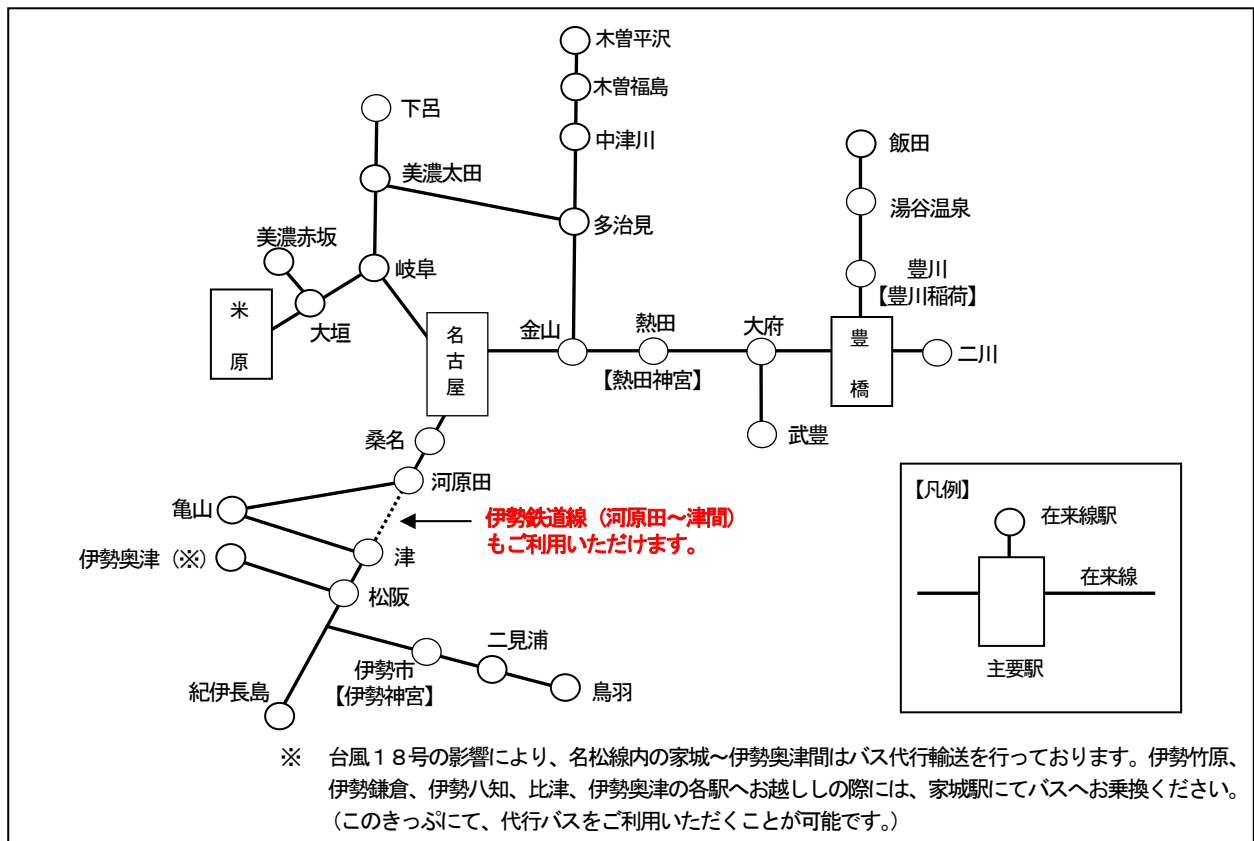 木曽平沢
木曽福島
中津川
下呂
美濃太田
多治見
飯田
湯谷温泉
豊川
【豊川稲荷】
美濃赤坂
岐阜
米原
大垣
名古屋
金山
熱田
【熱田神宮】
大府
豊橋
二川
武豊
桑名
河原田
亀山
伊勢鉄道線（河原田～津間）
もご利用いただけます。
津
伊勢奥津（※）
松阪
二見浦
伊勢市
【伊勢神宮】
鳥羽
紀伊長島
【凡例】
在来線駅
在来線
主要駅
※　台風１８号の影響により、名松線内の家城～伊勢奥津間はバス代行輸送を行っております。伊勢竹原、
伊勢鎌倉、伊勢八知、比津、伊勢奥津の各駅へお越ししの際には、家城駅にてバスへお乗換ください。
（このきっぷにて、代行バスをご利用いただくことが可能です。）